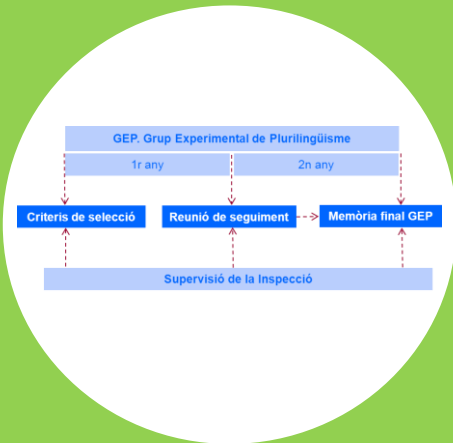 GEP. Grup Experimental de Plurilingüisme
1r any
2n any
Criteris de selecció
Reunió de seguiment
Memòria final GEP
Supervisió de la Inspecció